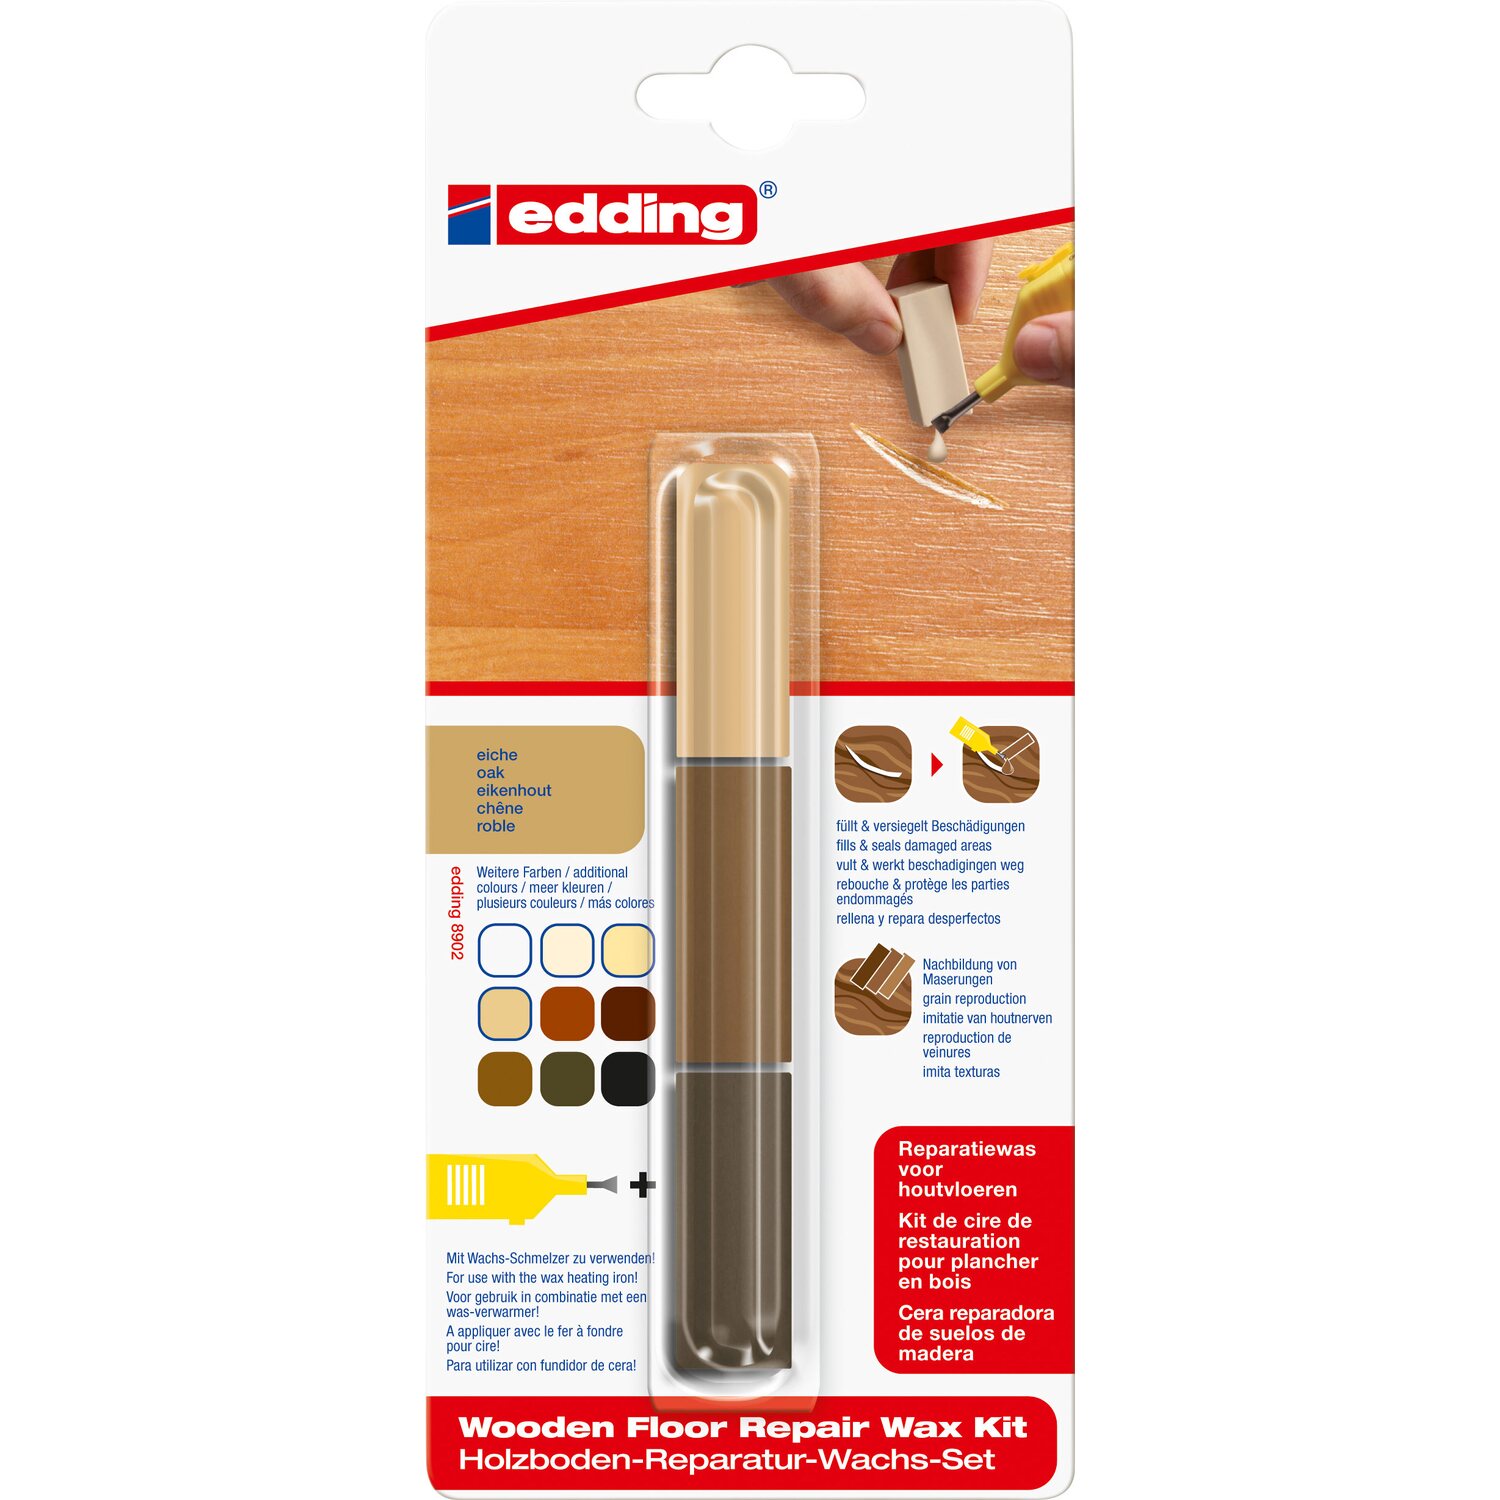 edding®
eiche
oak
eikenhout
chêne
roble
edding 8902
Weitere Farben / additional
colours / meer kleuren /
plusieurs couleurs / más colores
Mit Wachs-Schmelzer zu verwenden!
For use with the wax heating iron!
Voor gebruik in combinatie met een
was-verwarmer!
A appliquer avec le fer à fondre
pour cire!
Para utilizar con fundidor de cera!
füllt & versiegelt Beschädigungen
fills & seals damaged areas
vult & werkt beschadigingen weg
rebouche & protège les parties
endommagés
rellena y repara desperfectos
Nachbildung von
Maserungen
grain reproduction
imitatie van houtnerven
reproduction de
veinures
imita texturas
Reparatiewas
voor
houtvloeren
Kit de cire de
restauration
pour plancher
en bois
Cera reparadora
de suelos de
madera
Wooden Floor Repair Wax Kit
Holzboden-Reparatur-Wachs-Set